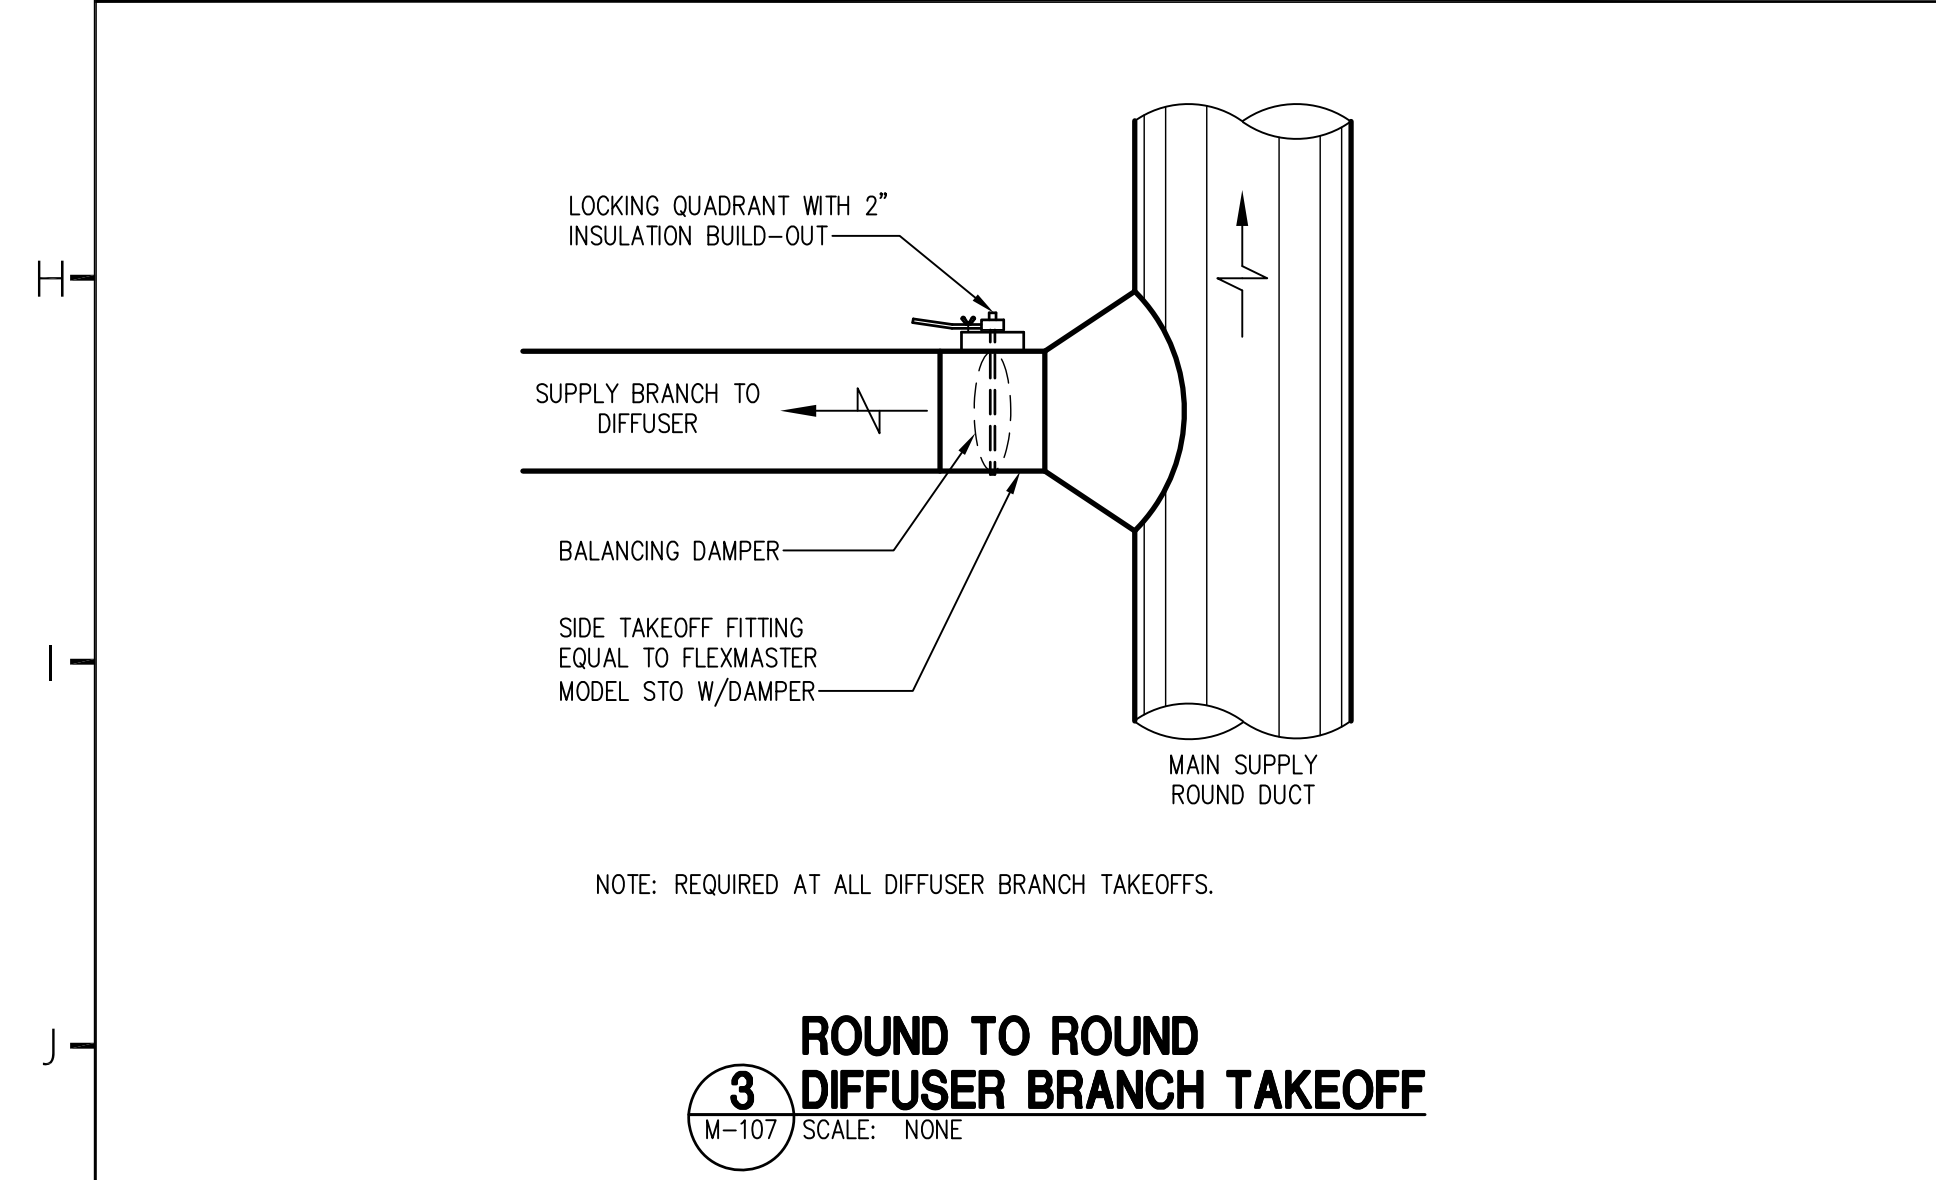 LOCKING QUADRANT WITH 2”
INSULATION BUILD-OUT
H
SUPPLY BRANCH TO
DIFFUSER
BALANCING DAMPER
SIDE TAKEOFF FITTING
EQUAL TO FLEXMASTER
MODEL STO W/DAMPER
I
MAIN SUPPLY
ROUND DUCT
NOTE: REQUIRED AT ALL DIFFUSER BRANCH TAKEOFFS.
J
ROUND TO ROUND
3 DIFFUSER BRANCH TAKEOFF
M-107 SCALE: NONE